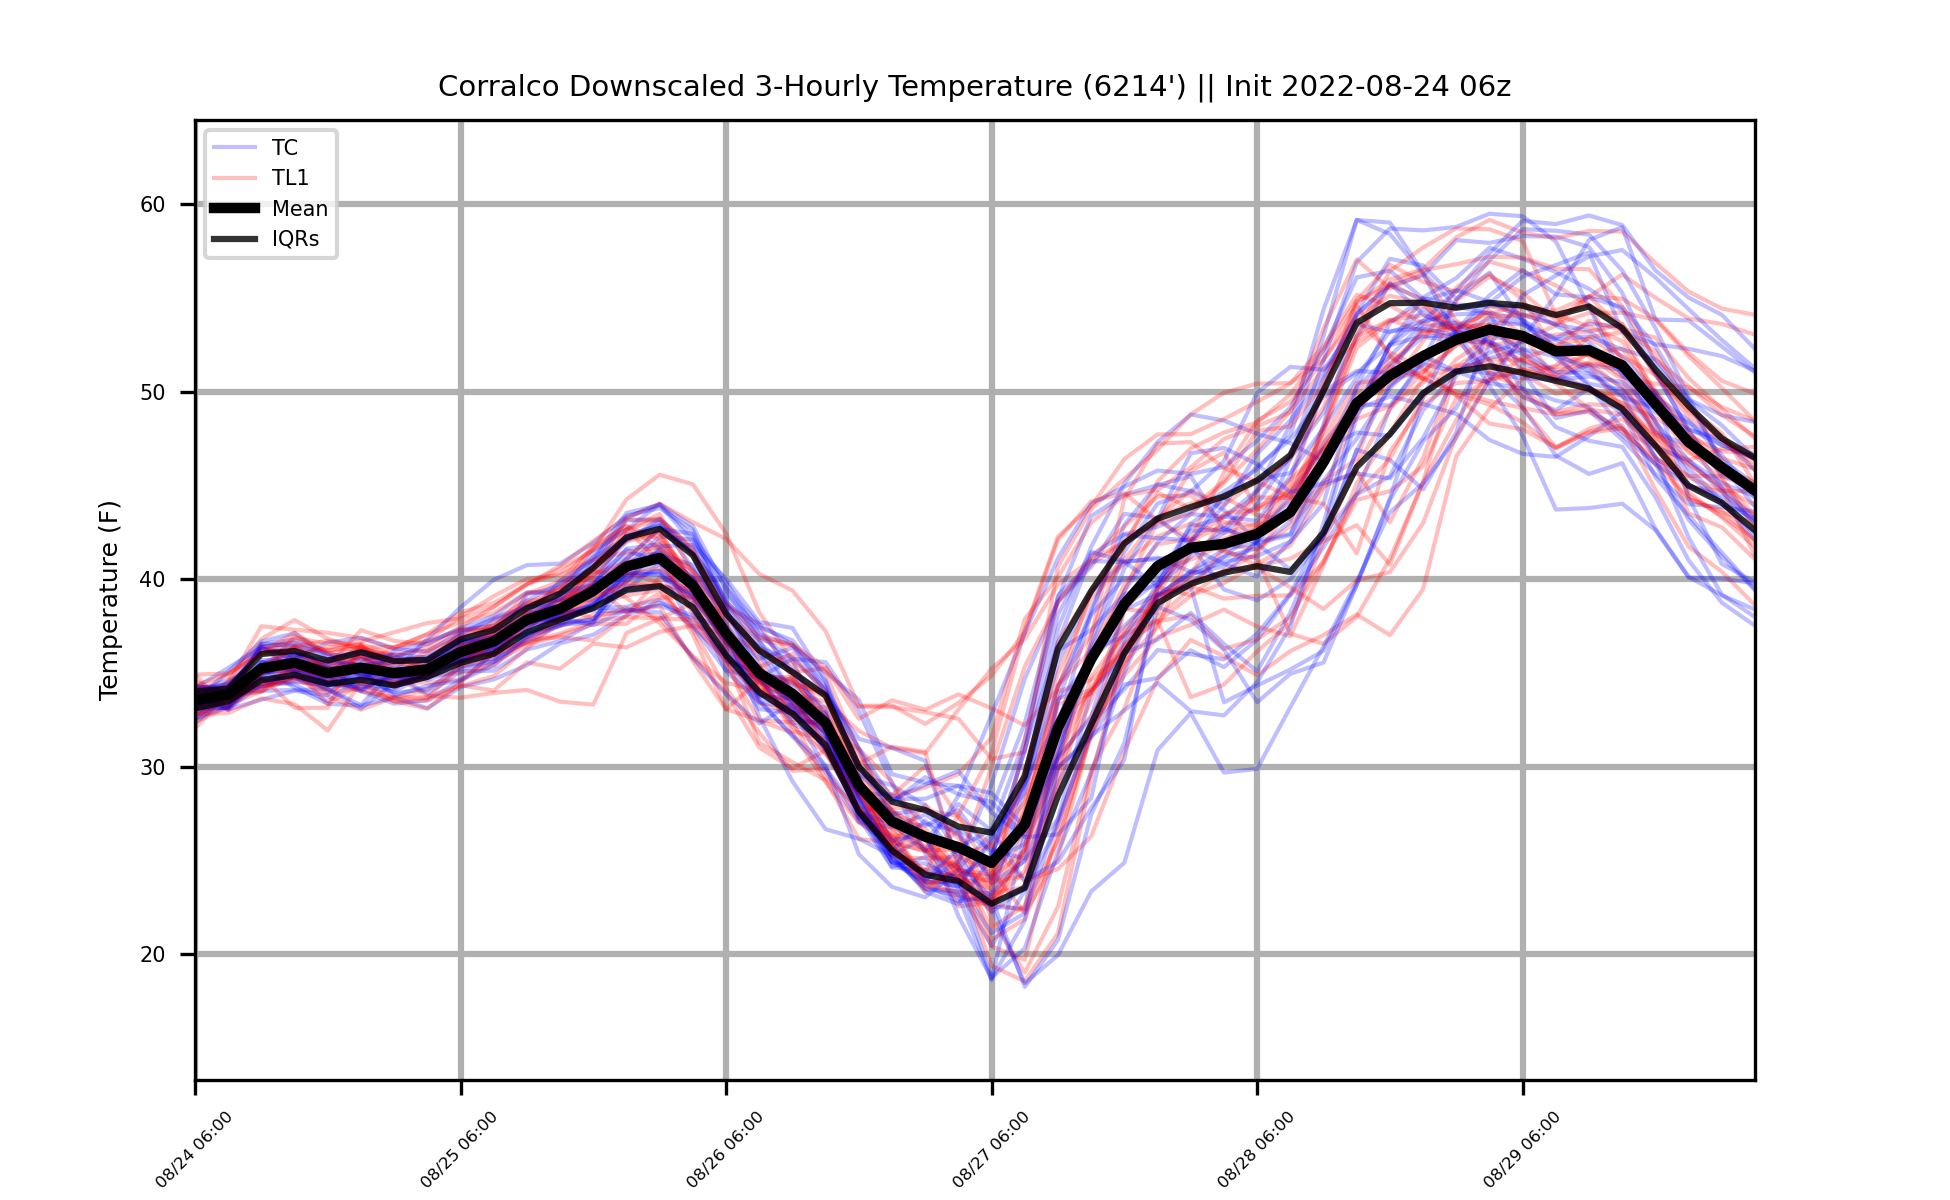 Corralco Downscaled 3-Hourly Temperature (6214') || Init 2022-08-24 06z
TC
TL1
Mean
IQRs
Temperature (F)
60
50
40
30
20
08/24 06:00
08/25 06:00
08/26 06:00
08/27 06:00
08/28 06:00
08/29 06:00